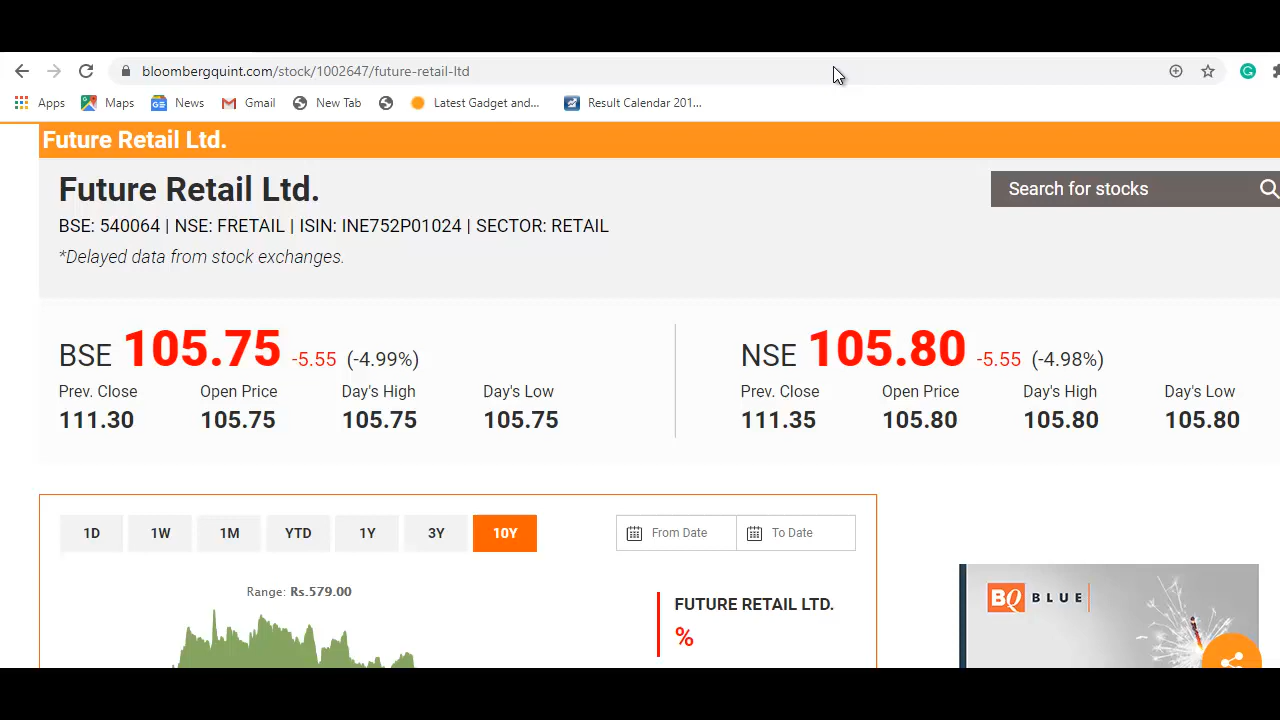 bloombergquint.com/stock/1002647/future-retail-ltd
Apps Maps News Gmail New Tab Latest Gadget and... Result Calendar 201...
Future Retail Ltd.
Future Retail Ltd.
Search for stocks
BSE: 540064 | NSE: FRETAIL | ISIN: INE752P01024 | SECTOR: RETAIL
*Delayed data from stock exchanges.
BSE 105.75 -5.55 (-4.99%)
Prev. Close Open Price Day's High Day's Low
111.30 105.75 105.75 105.75
NSE 105.80 -5.55 (-4.98%)
Prev. Close Open Price Day's High Day's Low
111.35 105.80 105.80 105.80
1D 1W 1M YTD 1Y 3Y 10Y
From Date To Date
Range: Rs.579.00
FUTURE RETAIL LTD.
%
BQ BLUE